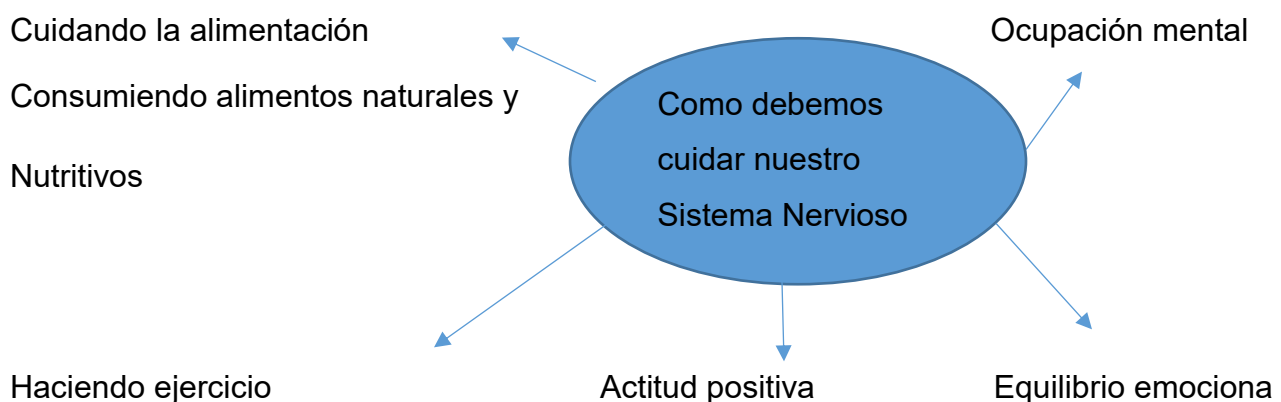 Cuidando la alimentación
Consumiendo alimentos naturales y
Nutritivos
Como debemos
cuidar nuestro
Sistema Nervioso
Ocupación mental
Haciendo ejercicio
Actitud positiva
Equilibrio emociona